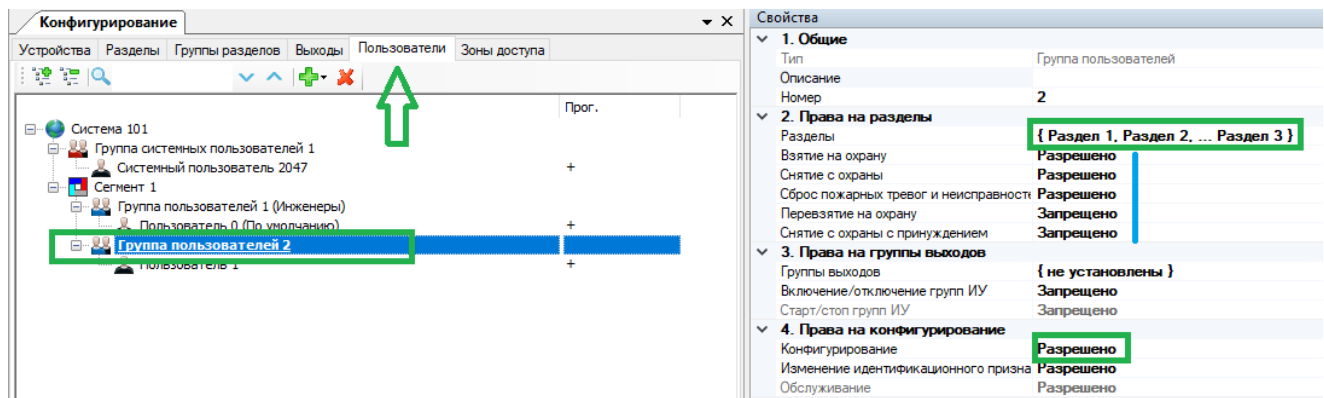 Конфигурирование
Устройства Разделы Группы разделов Выходы Пользователи Зоны доступа
Прог.
Система 101
Группа системных пользователей 1
Системный пользователь 2047 +
Сегмент 1
Группа пользователей 1 (Инженеры)
Пользователь 0 (По умолчанию) +
Группа пользователей 2
Пользователь 1 +
Свойства
1. Общие
Тип Группа пользователей
Описание
Номер 2
2. Права на разделы
Разделы { Раздел 1, Раздел 2, ... Раздел 3 }
Взятие на охрану Разрешено
Снятие с охраны Разрешено
Сброс пожарных тревог и неисправносте Разрешено
Перевзятие на охрану Запрещено
Снятие с охраны с принуждением Запрещено
3. Права на группы выходов
Группы выходов { не установлены }
Включение/отключение групп ИУ Запрещено
Старт/стоп групп ИУ Запрещено
4. Права на конфигурирование
Конфигурирование Разрешено
Изменение идентификационного призна Разрешено
Обслуживание Разрешено